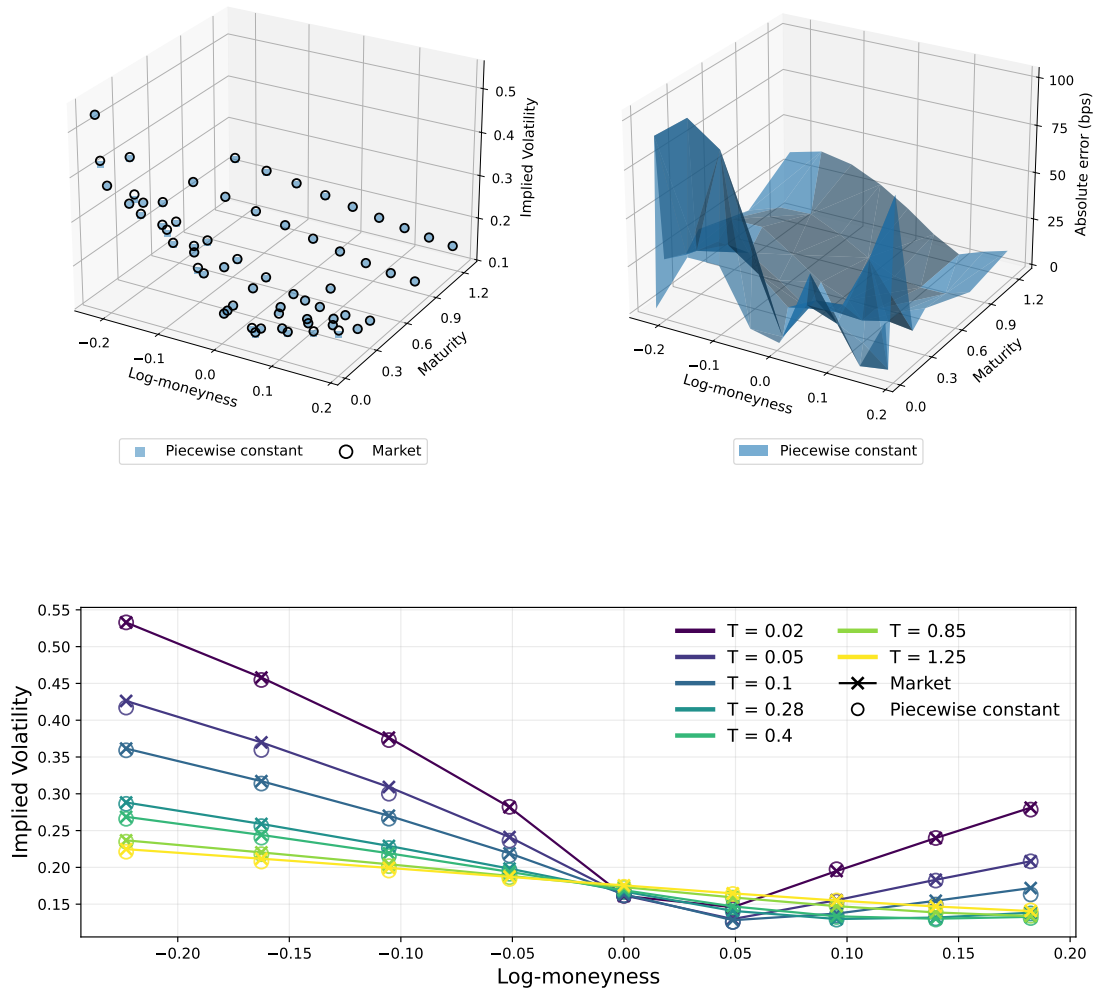 0.5
0.4
0.3
0.2
0.1
Implied Volatility
−0.2
−0.1
0.0
0.1
0.2
Log-moneyness
0.0
0.3
0.6
0.9
1.2
Maturity
Piecewise constant
Market
100
75
50
25
0
Absolute error (bps)
−0.2
−0.1
0.0
0.1
0.2
Log-moneyness
0.0
0.3
0.6
0.9
1.2
Maturity
Piecewise constant
0.55
0.50
0.45
0.40
0.35
0.30
0.25
0.20
0.15
Implied Volatility
T = 0.02
T = 0.05
T = 0.1
T = 0.28
T = 0.4
T = 0.85
T = 1.25
Market
Piecewise constant
−0.20
−0.15
−0.10
−0.05
0.00
0.05
0.10
0.15
0.20
Log-moneyness